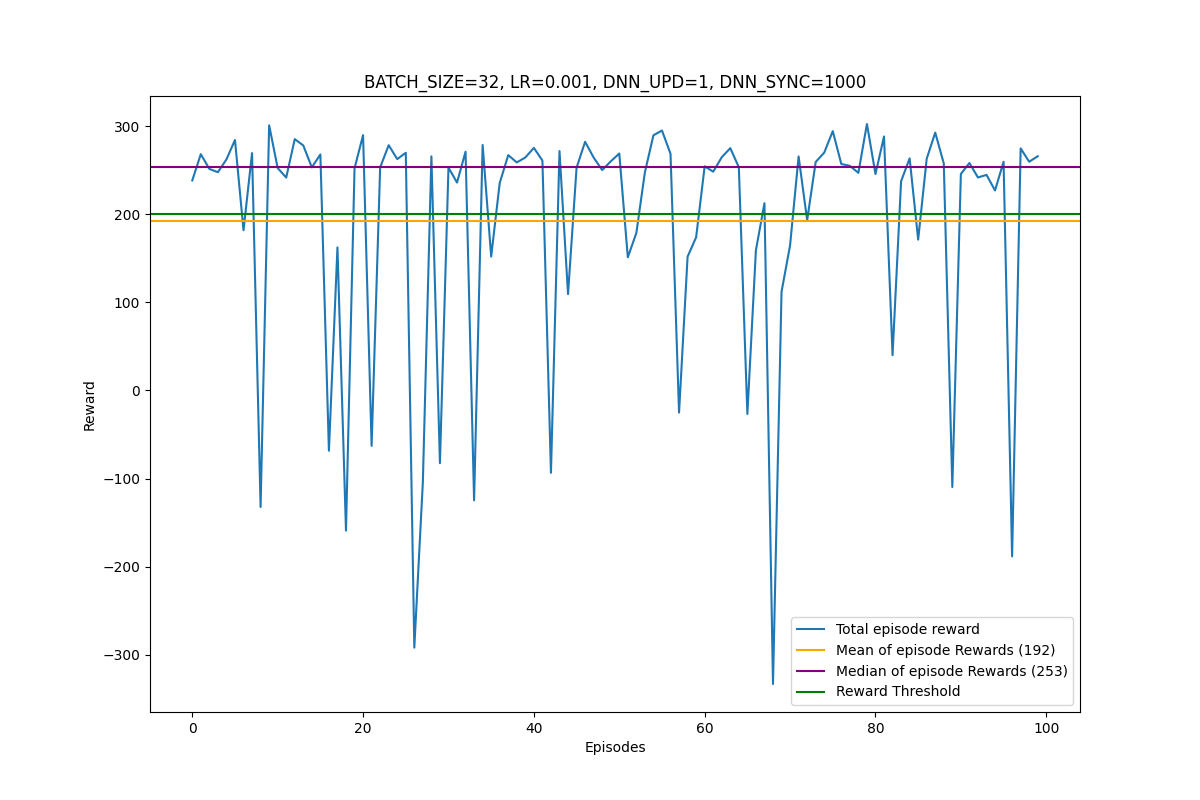 BATCH_SIZE=32, LR=0.001, DNN_UPD=1, DNN_SYNC=1000
300
200
100
0
−100
−200
−300
Reward
Total episode reward
Mean of episode Rewards (192)
Median of episode Rewards (253)
Reward Threshold
0 20 40 60 80 100
Episodes